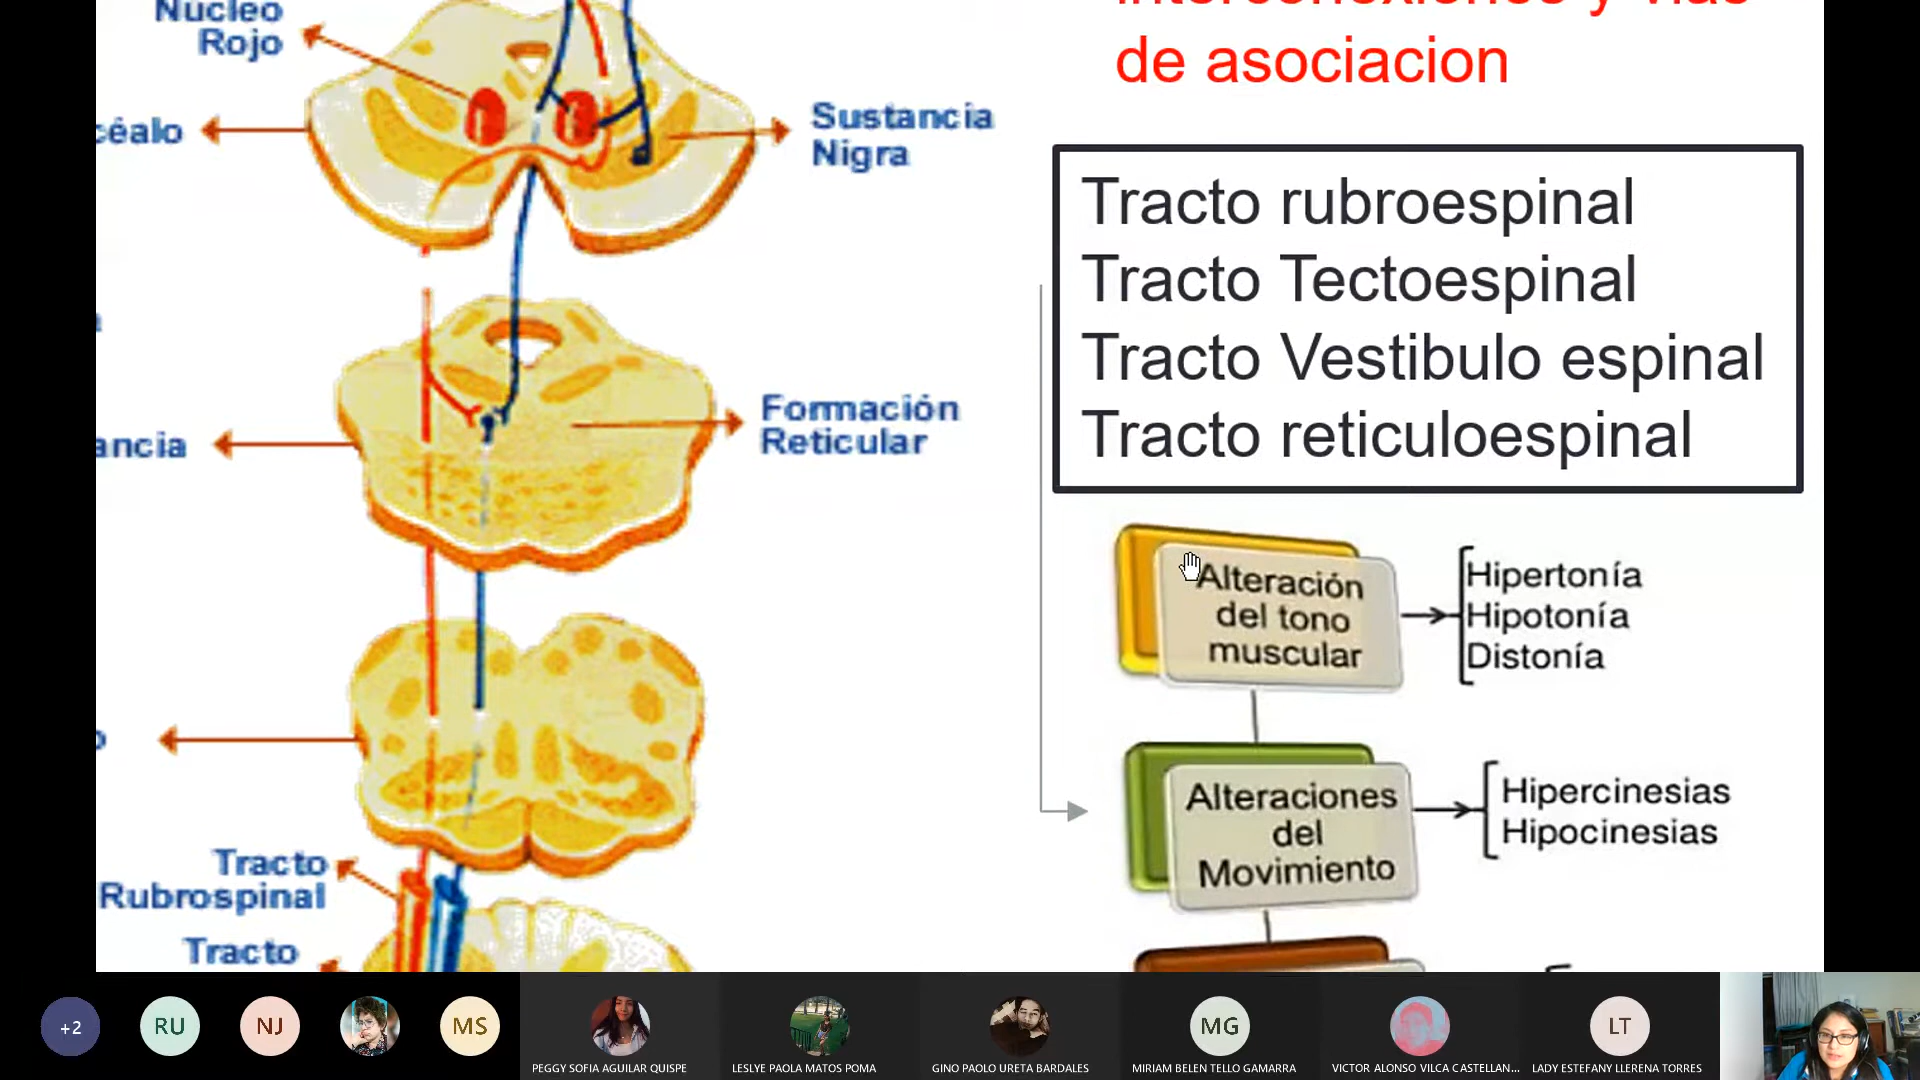 Núcleo
Rojo
céalo
Sustancia
Nigra
ancia
Formación
Reticular
Tracto
Rubrospinal
Tracto
de asociacion
Tracto rubroespinal
Tracto Tectoespinal
Tracto Vestibulo espinal
Tracto reticuloespinal
Alteración
del tono
muscular
Hipertonía
Hipotonía
Distonía
Alteraciones
del
Movimiento
Hipercinesias
Hipocinesias
+2
RU
NJ
MS
PEGGY SOFIA AGUILAR QUISPE
LESLYE PAOLA MATOS POMA
GINO PAOLO URETA BARDALES
MG
MIRIAM BELEN TELLO GAMARRA
VICTOR ALONSO VILCA CASTELLAN...
LT
LADY ESTEFANY LLERENA TORRES